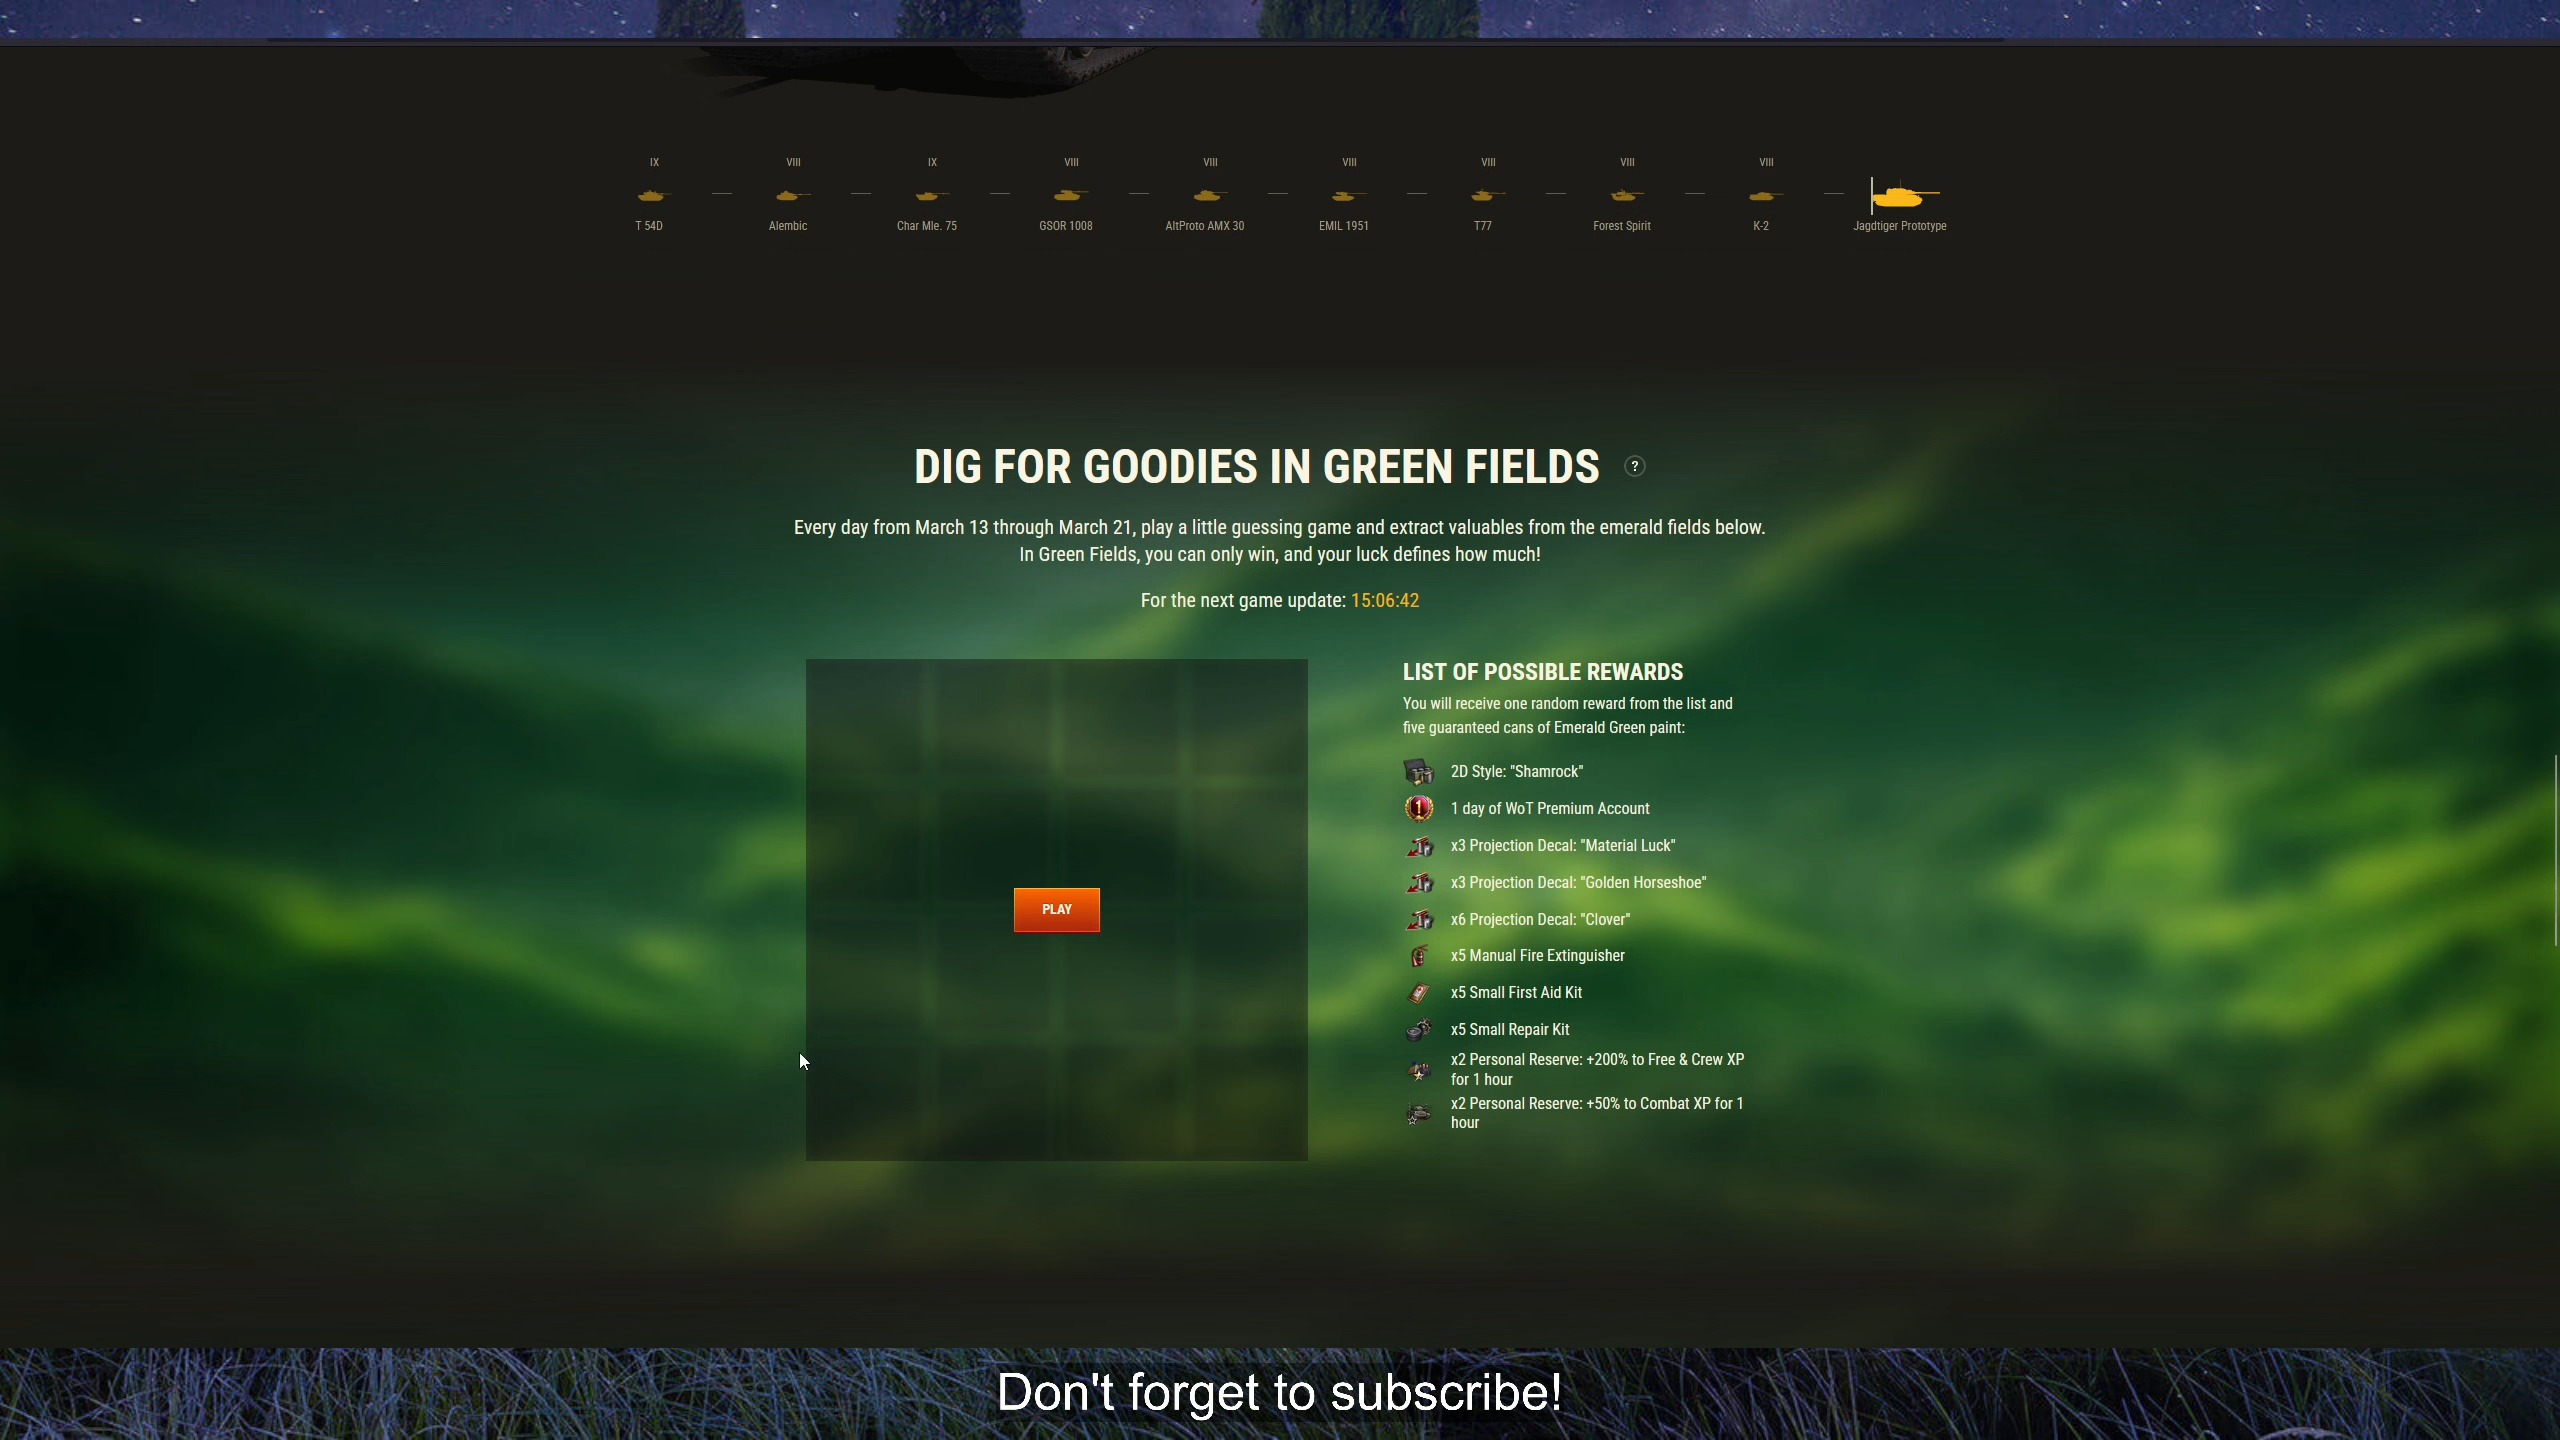 IX VIII IX VIII VIII VIII VIII VIII VIII
T 54D Alembic Char Mle. 75 GSOR 1008 AltProto AMX 30 EMIL 1951 T77 Forest Spirit K-2 Jagdtiger Prototype
DIG FOR GOODIES IN GREEN FIELDS ?
Every day from March 13 through March 21, play a little guessing game and extract valuables from the emerald fields below.
In Green Fields, you can only win, and your luck defines how much!
For the next game update: 15:06:42
PLAY
LIST OF POSSIBLE REWARDS
You will receive one random reward from the list and
five guaranteed cans of Emerald Green paint:
2D Style: "Shamrock"
1 1 day of WoT Premium Account
x3 Projection Decal: "Material Luck"
x3 Projection Decal: "Golden Horseshoe"
x6 Projection Decal: "Clover"
x5 Manual Fire Extinguisher
x5 Small First Aid Kit
x5 Small Repair Kit
x2 Personal Reserve: +200% to Free & Crew XP
for 1 hour
x2 Personal Reserve: +50% to Combat XP for 1
hour
Don't forget to subscribe!